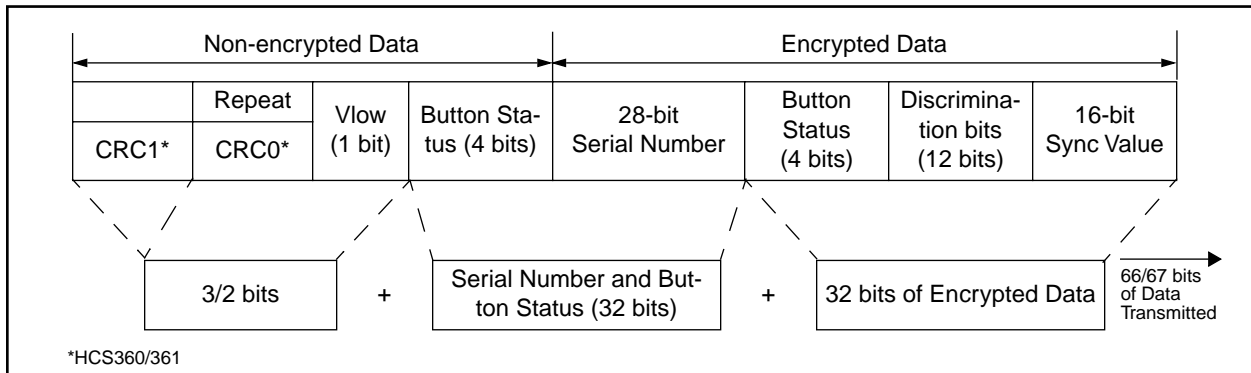 Non-encrypted Data
Encrypted Data
CRC1*
Repeat
CRC0*
Vlow
(1 bit)
Button Sta-
tus (4 bits)
28-bit
Serial Number
Button
Status
(4 bits)
Discrimina-
tion bits
(12 bits)
16-bit
Sync Value
3/2 bits
+
Serial Number and But-
ton Status (32 bits)
+
32 bits of Encrypted Data
66/67 bits
of Data
Transmitted
*HCS360/361